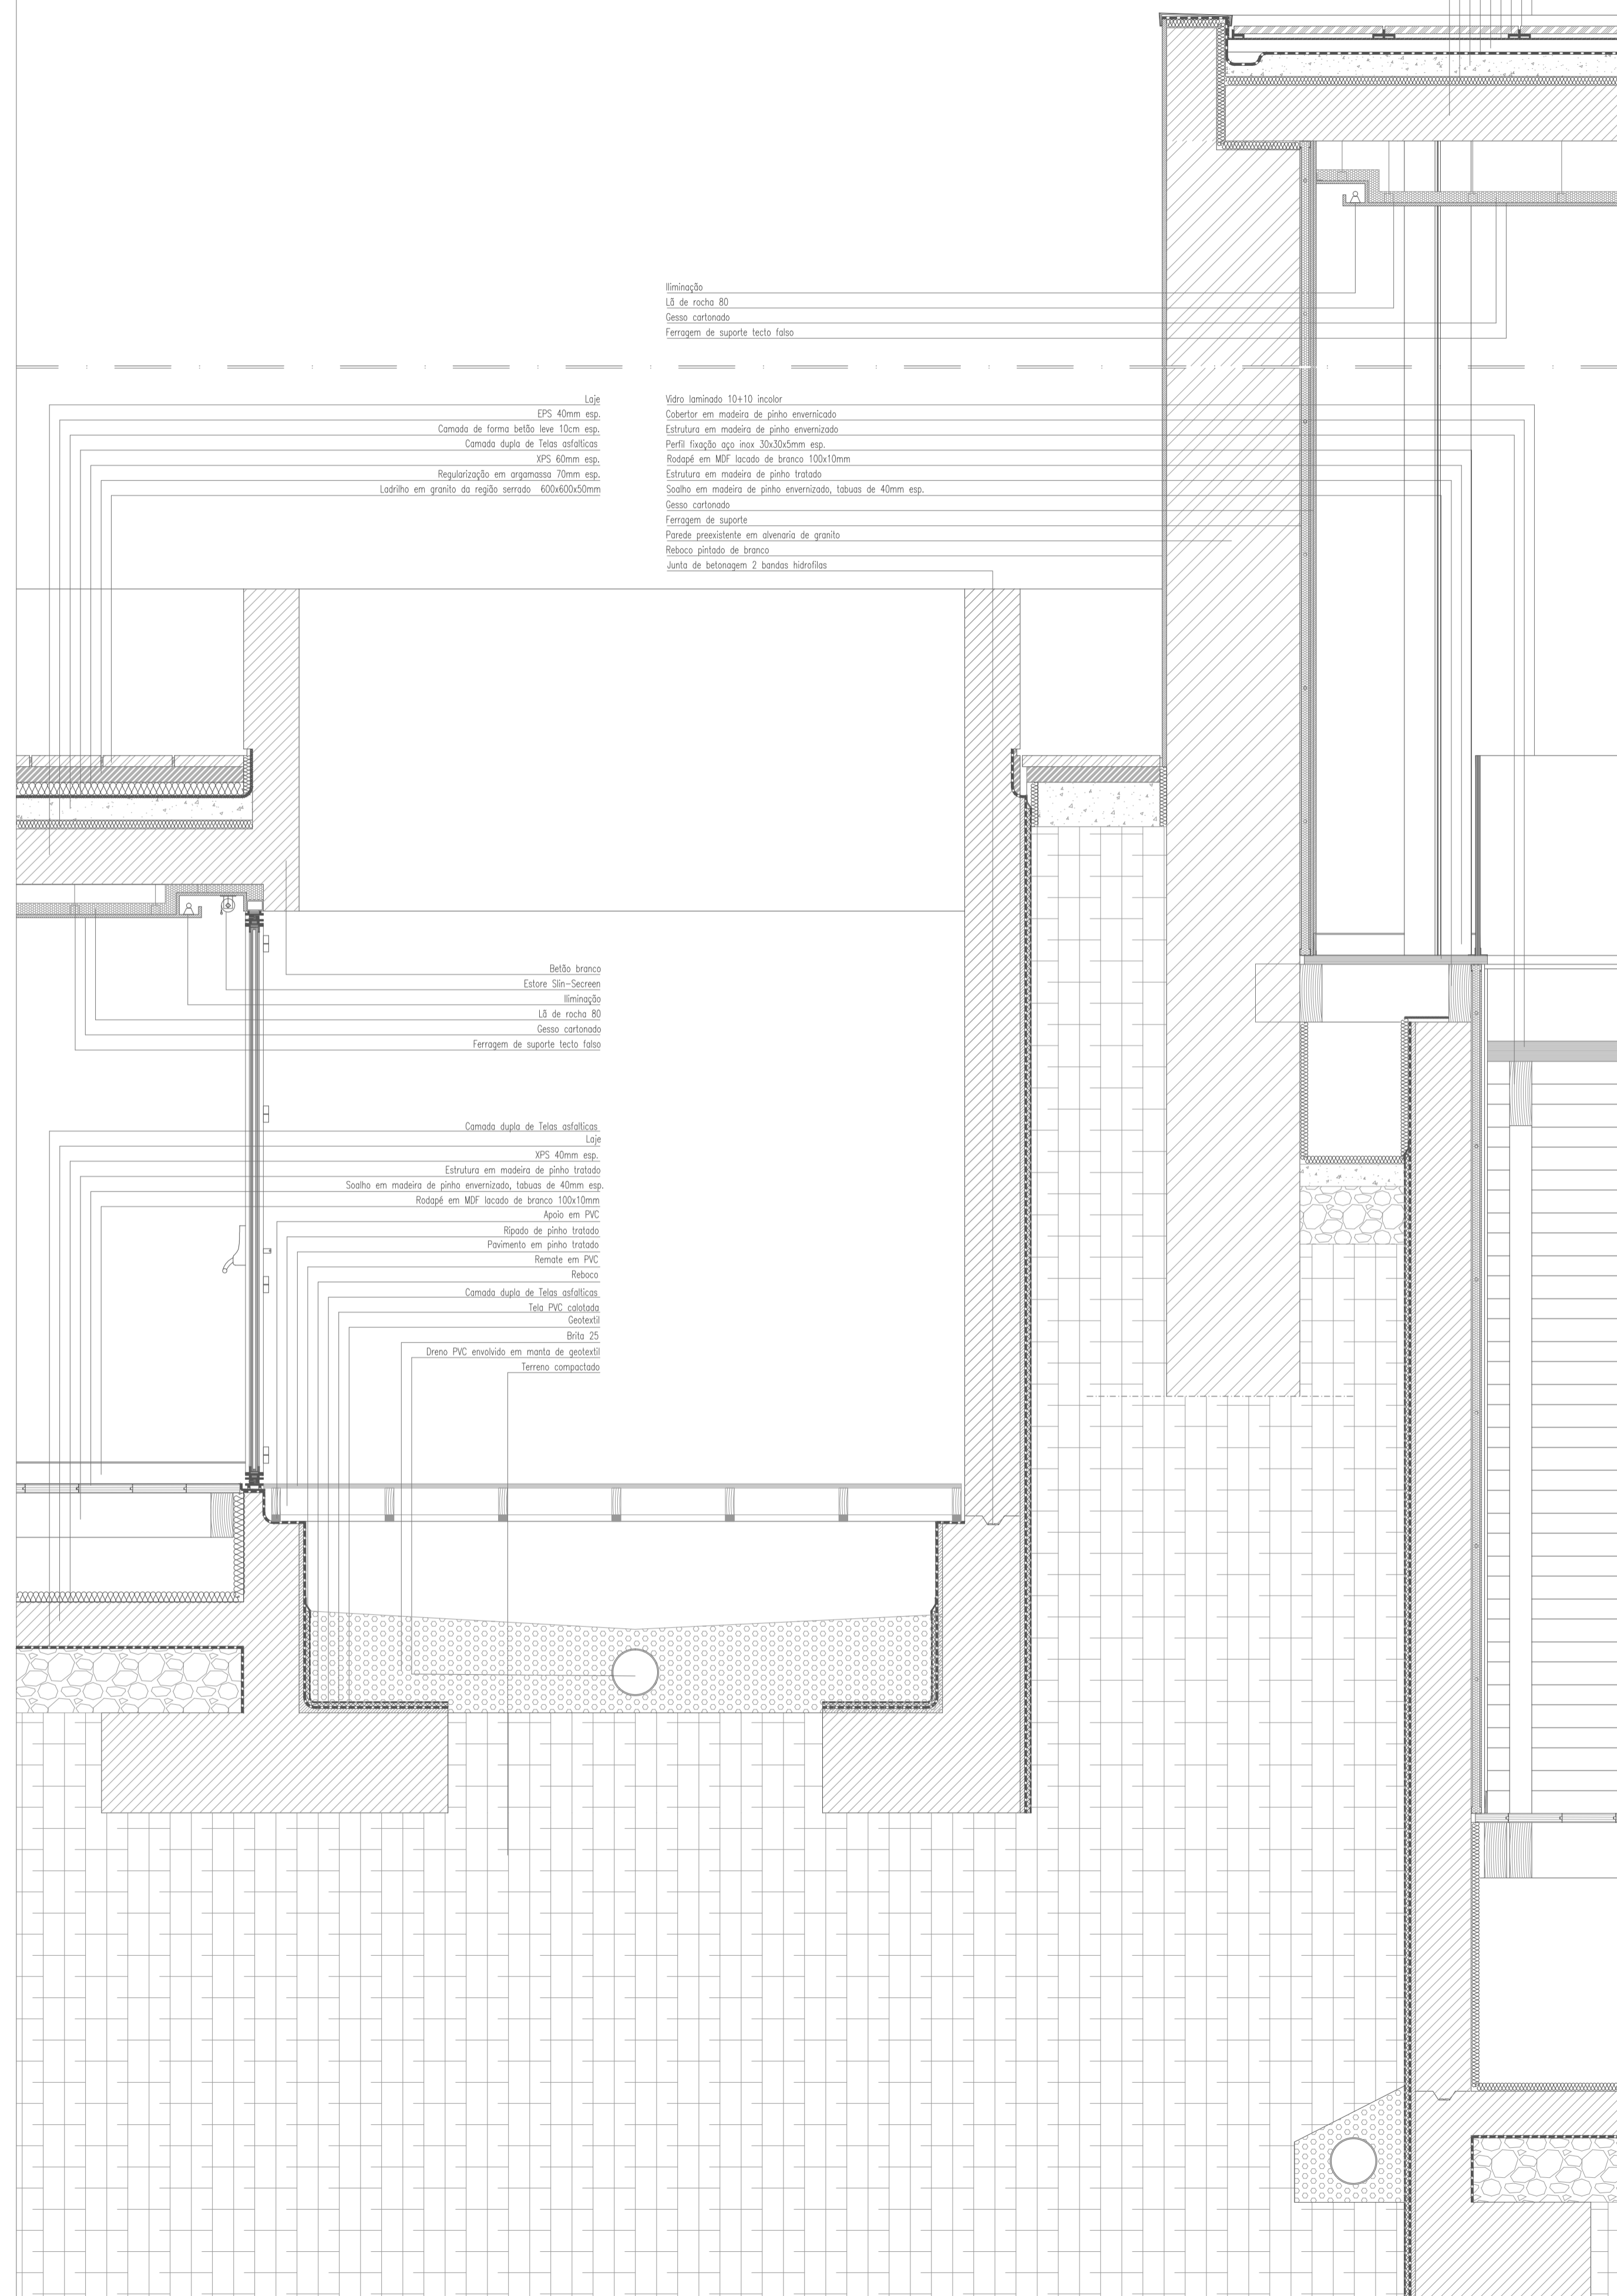 Iliminação
Lã de rocha 80
Gesso cartonado
Ferragem de suporte tecto falso
Laje
EPS 40mm esp.
Camada de forma betão leve 10cm esp.
Camada dupla de Telas asfalticas
XPS 60mm esp.
Regularização em argamassa 70mm esp.
Ladrilho em granito da região serrado 600x600x50mm
Vidro laminado 10+10 incolor
Cobertor em madeira de pinho envernicado
Estrutura em madeira de pinho envernizado
Perfil fixação aço inox 30x30x5mm esp.
Rodapé em MDF lacado de branco 100x10mm
Estrutura em madeira de pinho tratado
Soalho em madeira de pinho envernizado, tabuas de 40mm esp.
Gesso cartonado
Ferragem de suporte
Parede preexistente em alvenaria de granito
Reboco pintado de branco
Junta de betonagem 2 bandas hidrofilas
Betão branco
Estore Slin-Secreen
Iliminação
Lã de rocha 80
Gesso cartonado
Ferragem de suporte tecto falso
Camada dupla de Telas asfalticas
Laje
XPS 40mm esp.
Estrutura em madeira de pinho tratado
Soalho em madeira de pinho envernizado, tabuas de 40mm esp.
Rodapé em MDF lacado de branco 100x10mm
Apoio em PVC
Ripado de pinho tratado
Pavimento em pinho tratado
Remate em PVC
Reboco
Camada dupla de Telas asfalticas
Tela PVC calotada
Geotextil
Brita 25
Dreno PVC envolvido em manta de geotextil
Terreno compactado